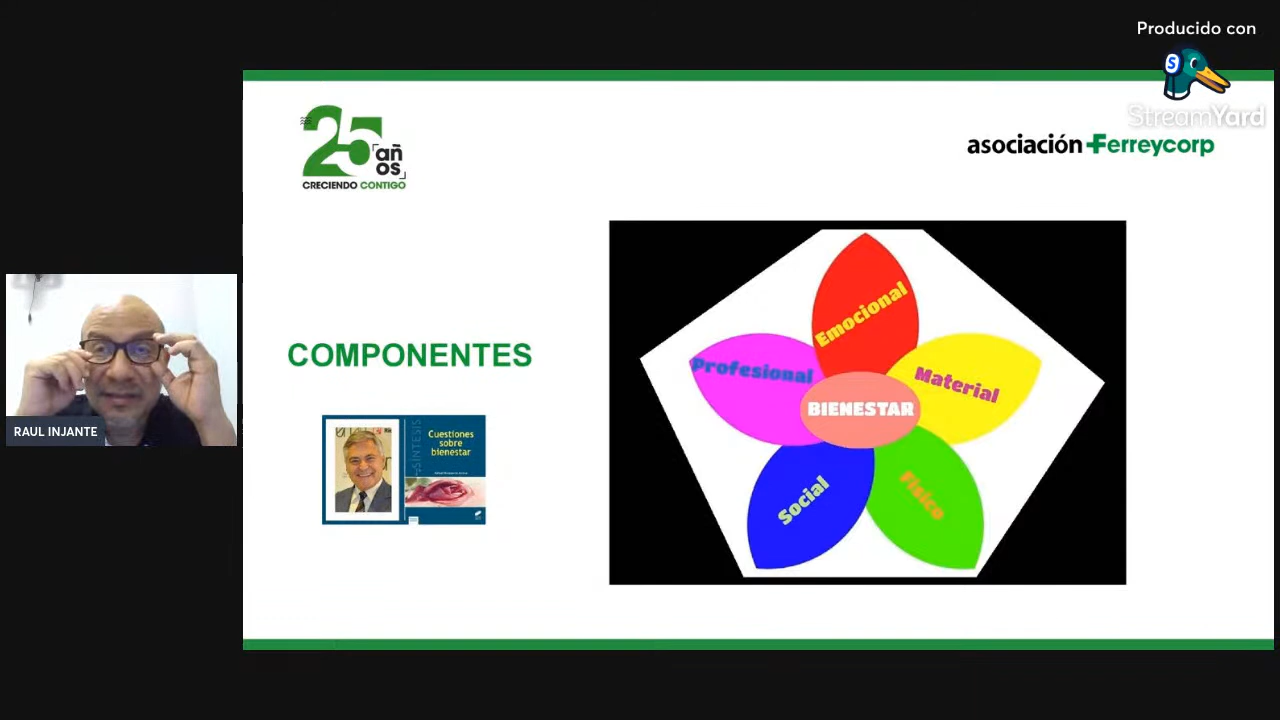 Producido con
StreamYard
25
años
CRECIENDO CONTIGO
asociación Ferreycorp
COMPONENTES
Cuestiones
sobre
bienestar
SÍNTESIS
Emocional
Profesional
Material
BIENESTAR
Social
Físico
RAUL INJANTE